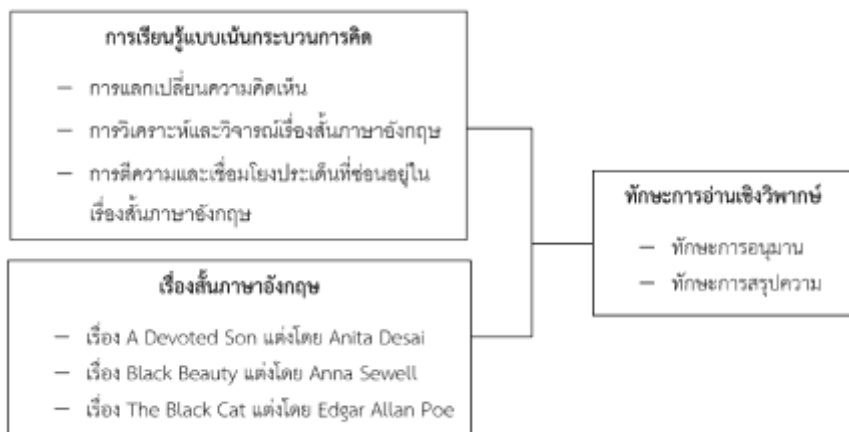 การเรียนรู้แบบเน้นกระบวนการคิด
— การแลกเปลี่ยนความคิดเห็น
— การวิเคราะห์และวิจารณ์เรื่องสั้นภาษาอังกฤษ
— การตีความและเชื่อมโยงประเด็นที่ซ่อนอยู่ใน
เรื่องสั้นภาษาอังกฤษ
เรื่องสั้นภาษาอังกฤษ
— เรื่อง A Devoted Son แต่งโดย Anita Desai
— เรื่อง Black Beauty แต่งโดย Anna Sewell
— เรื่อง The Black Cat แต่งโดย Edgar Allan Poe
ทักษะการอ่านเชิงวิพากษ์
— ทักษะการอนุมาน
— ทักษะการสรุปความ